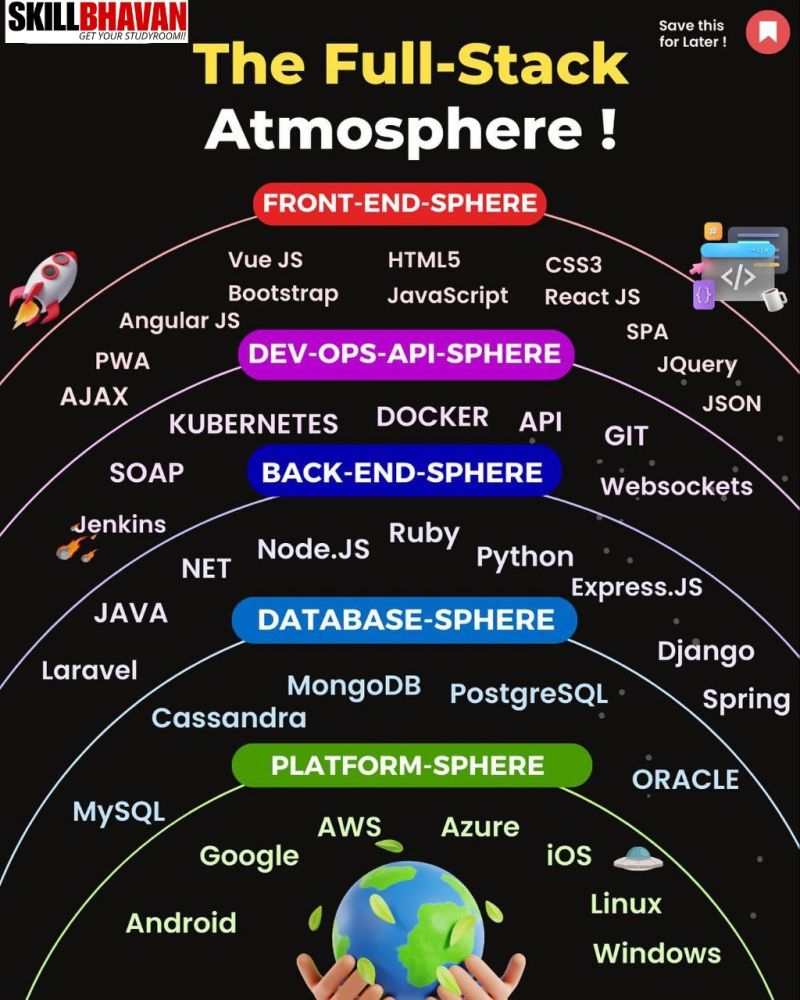 SKILLBHAVAN
GET YOUR STUDYROOM!!
Save this
for Later !
The Full-Stack
Atmosphere !
FRONT-END-SPHERE
Vue JS HTML5 CSS3
Bootstrap JavaScript React JS
Angular JS SPA
PWA JQuery
AJAX JSON
DEV-OPS-API-SPHERE
KUBERNETES DOCKER API GIT
SOAP Websockets
Jenkins
BACK-END-SPHERE
NET Node.JS Ruby Python
Express.JS
JAVA Django
Laravel Spring
DATABASE-SPHERE
MongoDB PostgreSQL
Cassandra
MySQL ORACLE
PLATFORM-SPHERE
AWS Azure
Google iOS
Android Linux
Windows
# 
</>
{}